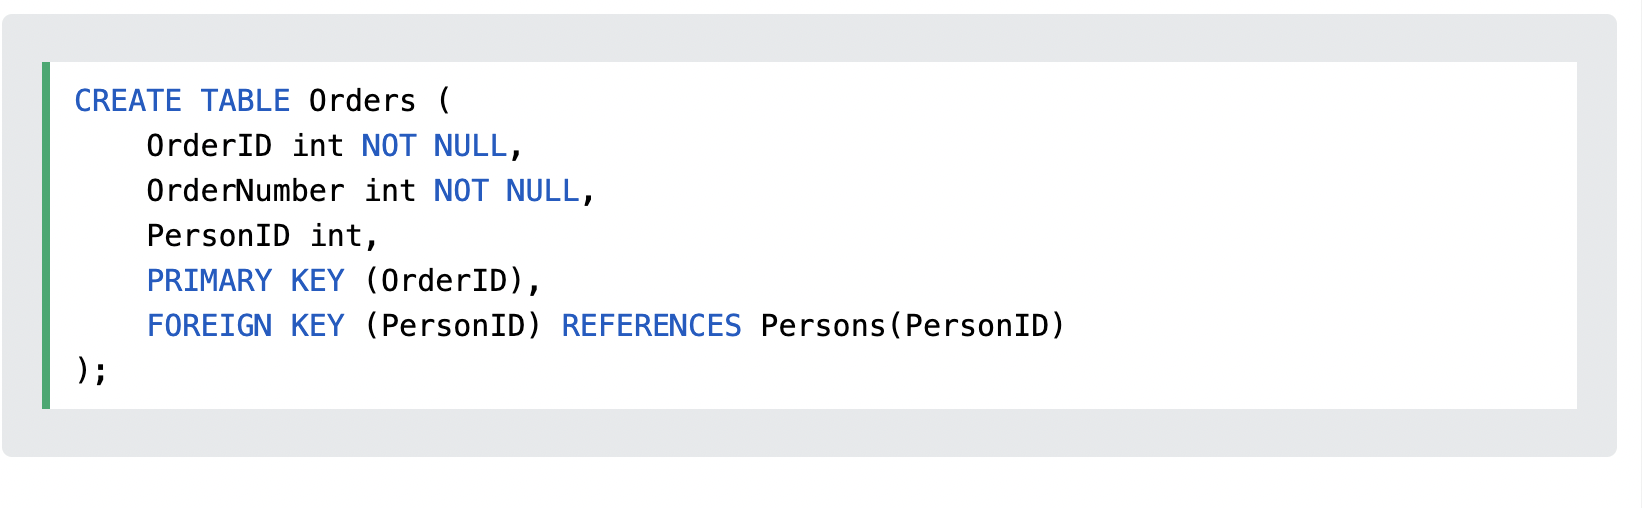 CREATE TABLE Orders (
    OrderID int NOT NULL,
    OrderNumber int NOT NULL,
    PersonID int,
    PRIMARY KEY (OrderID),
    FOREIGN KEY (PersonID) REFERENCES Persons(PersonID)
);